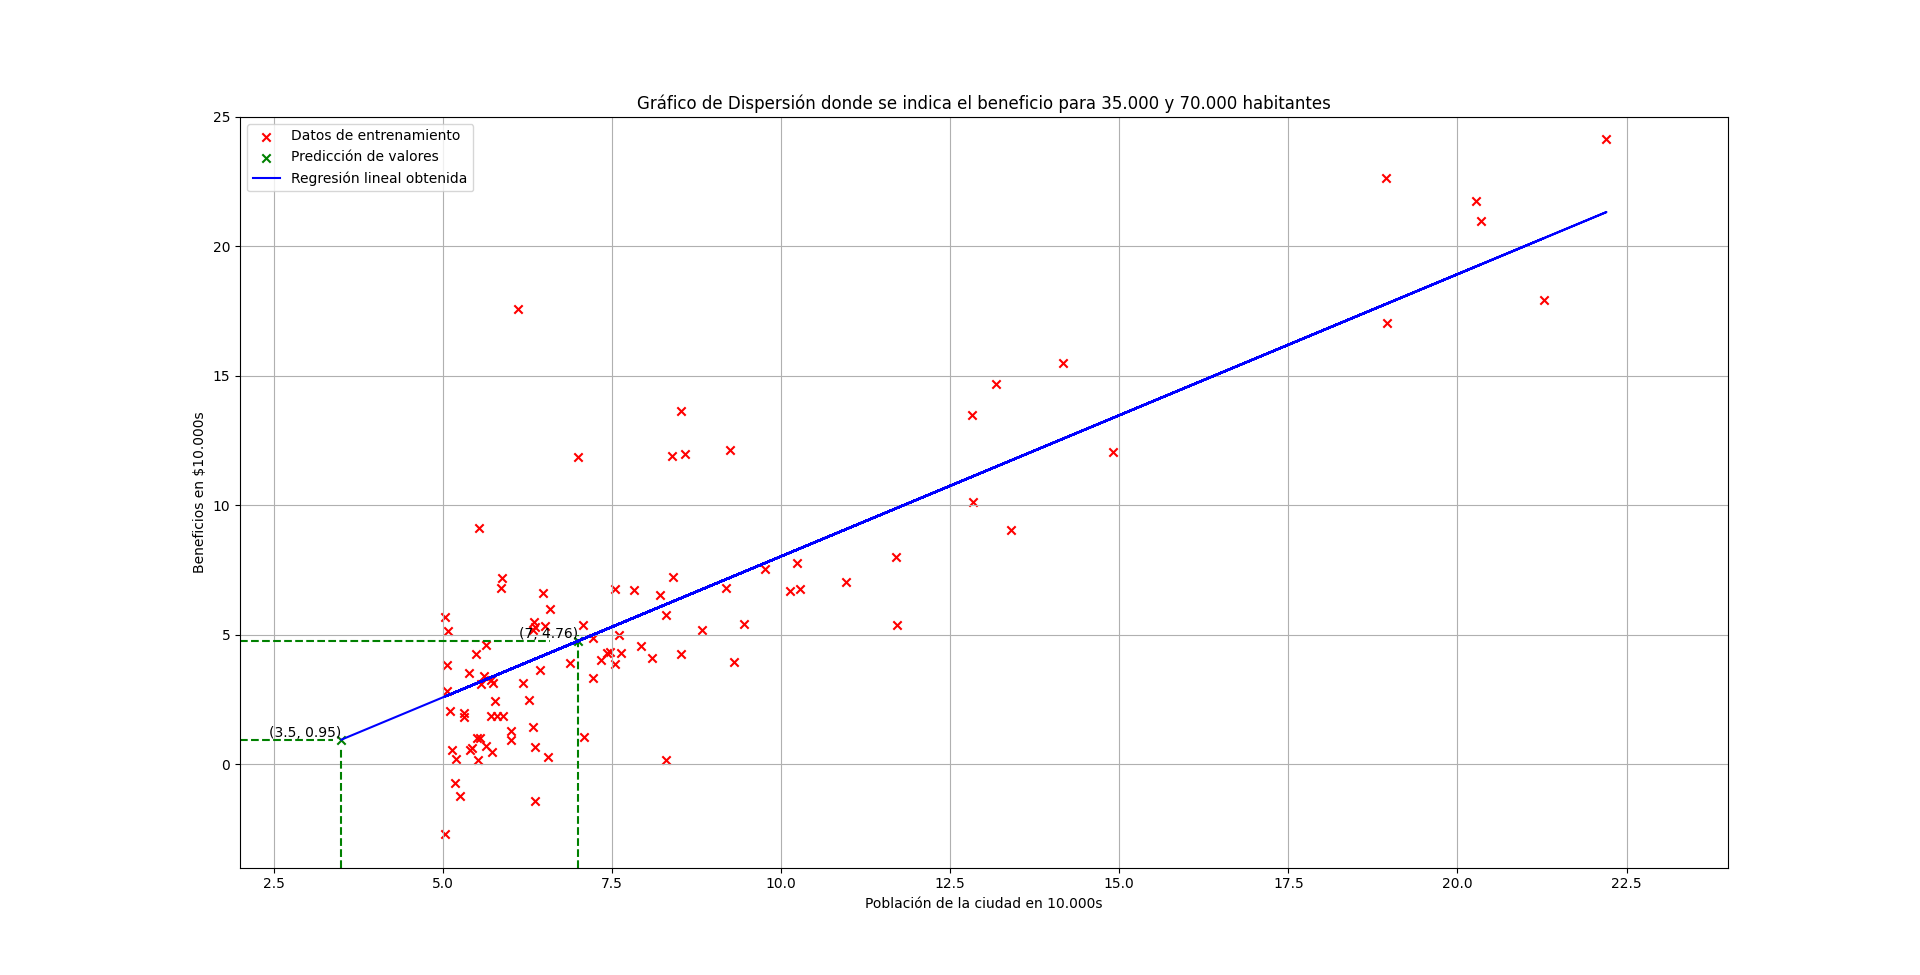 Gráfico de Dispersión donde se indica el beneficio para 35.000 y 70.000 habitantes
Datos de entrenamiento
Predicción de valores
Regresión lineal obtenida
25
20
15
10
5
0
Beneficios en $10.000s
(7, 4.76)
(3.5, 0.95)
2.5
5.0
7.5
10.0
12.5
15.0
17.5
20.0
22.5
Población de la ciudad en 10.000s